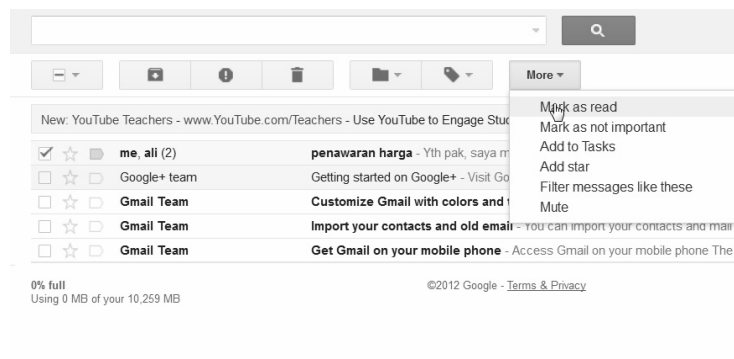 More
Mark as read
Mark as not important
Add to Tasks
Add star
Filter messages like these
Mute
New: YouTube Teachers - www.YouTube.com/Teachers - Use YouTube to Engage Stud
me, ali (2) penawaran harga - Yth pak, saya m
Google+ team Getting started on Google+ - Visit Go
Gmail Team Customize Gmail with colors and
Gmail Team Import your contacts and old email - You can import your contacts and mail
Gmail Team Get Gmail on your mobile phone - Access Gmail on your mobile phone The
0% full
Using 0 MB of your 10,259 MB
©2012 Google - Terms & Privacy